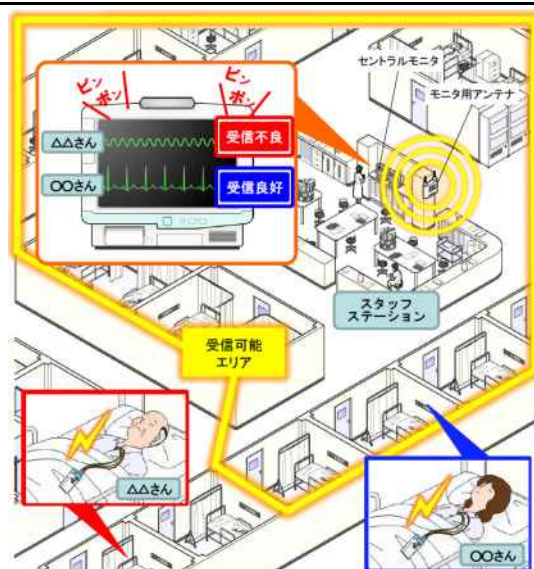 セントラルモニタ
モニタ用アンテナ
ピンポン
ピンポン
△△さん
受信不良
○○さん
受信良好
スタッフ
ステーション
受信可能
エリア
△△さん
○○さん